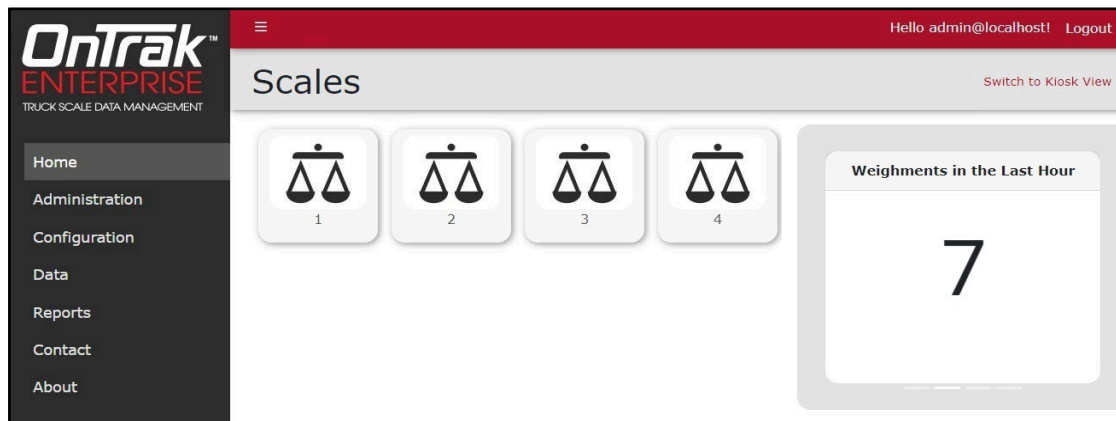 OnTrak™
ENTERPRISE
TRUCK SCALE DATA MANAGEMENT
Hello admin@localhost! Logout
Scales
Switch to Kiosk View
Home
Administration
Configuration
Data
Reports
Contact
About
1
2
3
4
Weighments in the Last Hour
7